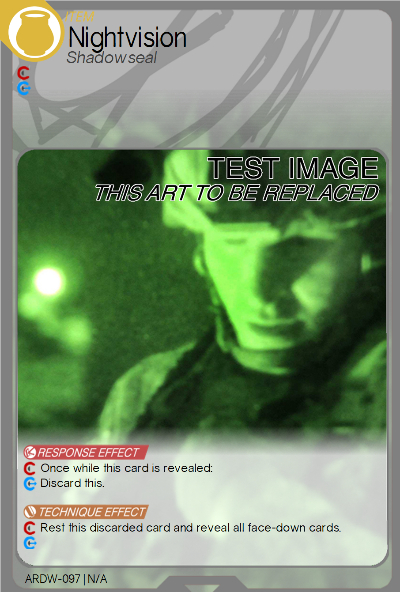 ITEM
Nightvision
Shadowseal
TEST IMAGE
THIS ART TO BE REPLACED
RESPONSE EFFECT
Once while this card is revealed:
Discard this.
TECHNIQUE EFFECT
Rest this discarded card and reveal all face-down cards.
ARDW-097 | N/A